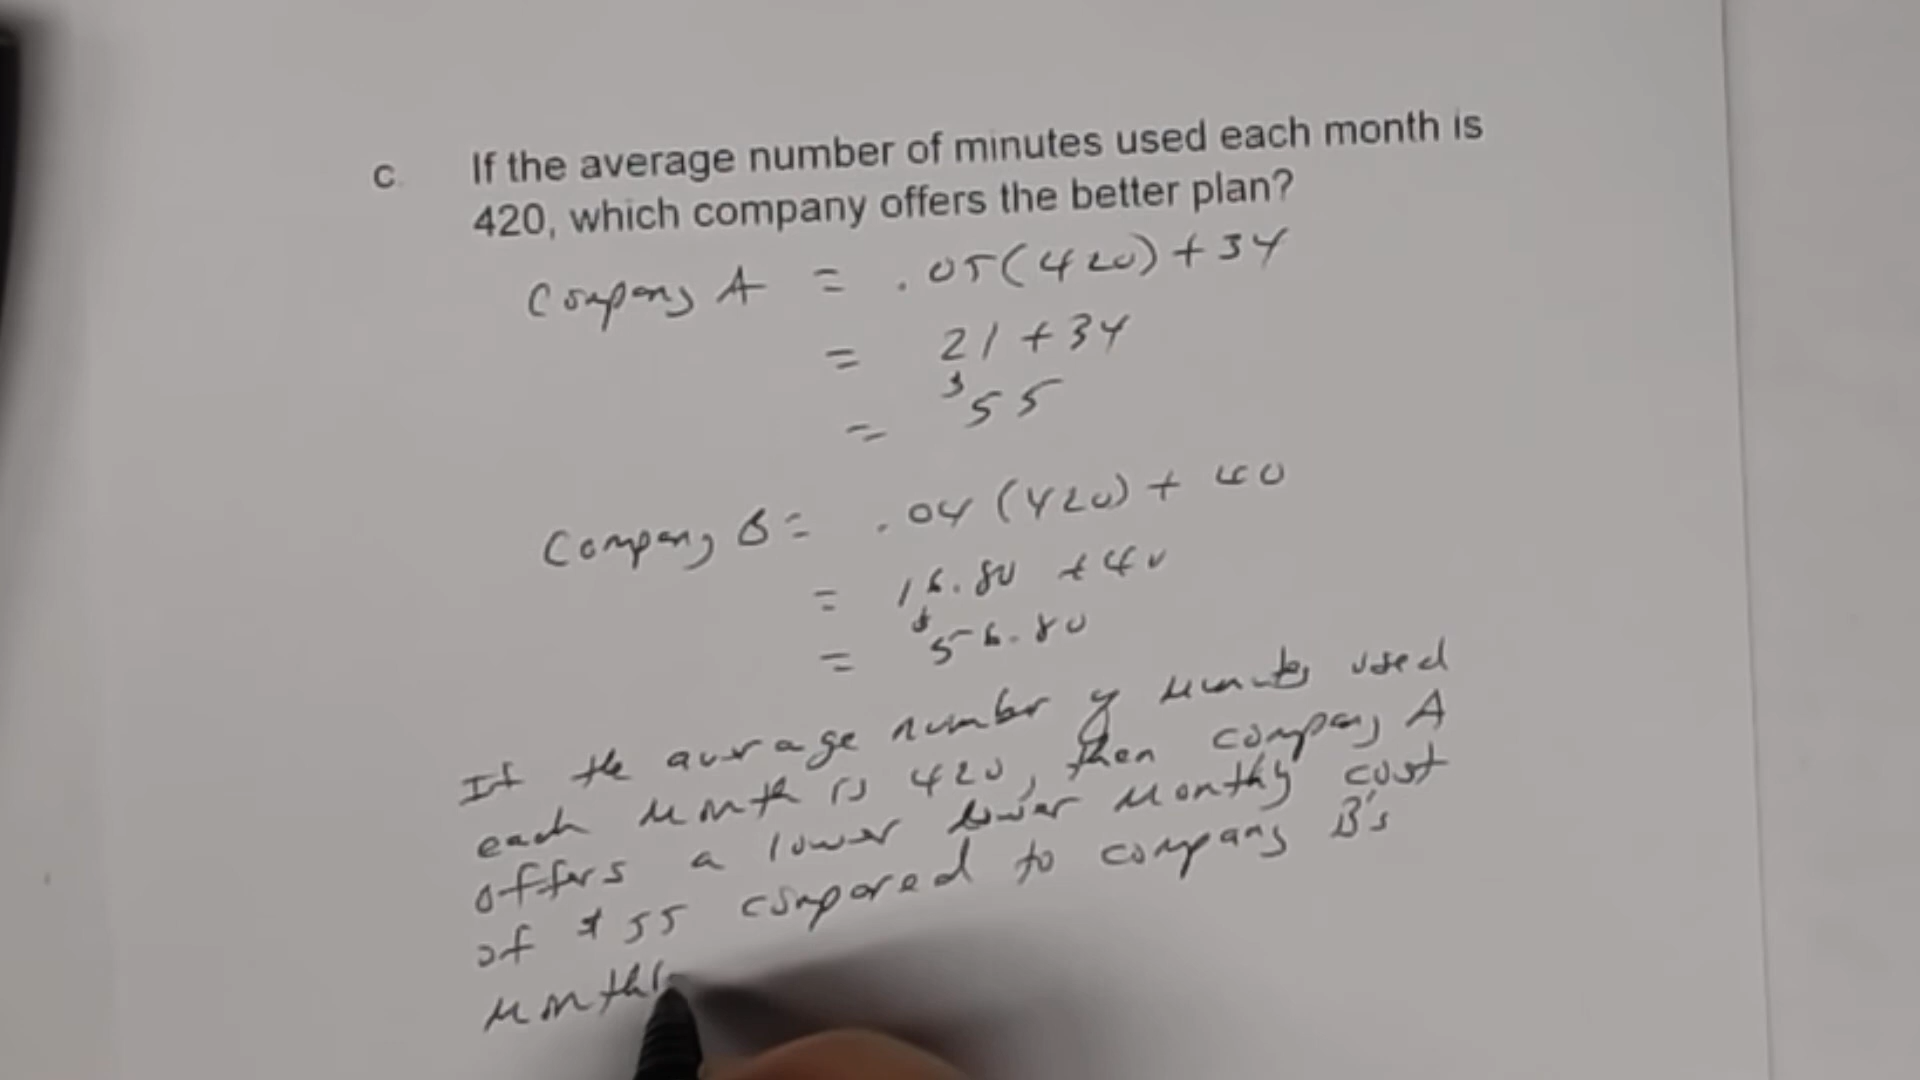 c. If the average number of minutes used each month is
420, which company offers the better plan?
Company A = .05(420) + 34
= 21 + 34
= $55
Company B = .04 (420) + 40
= 16.80 + 40
= $56.80
If the average number of minutes used
each month is 420, then company A
offers a lower lower monthly cost
of $55 compared to company B's
monthl